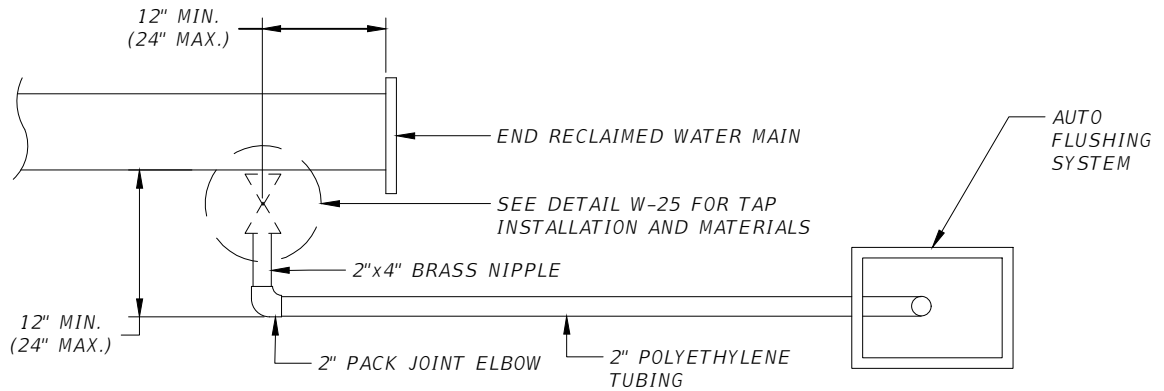 12" MIN.
(24" MAX.)
END RECLAIMED WATER MAIN
AUTO
FLUSHING
SYSTEM
SEE DETAIL W-25 FOR TAP
INSTALLATION AND MATERIALS
2"x4" BRASS NIPPLE
12" MIN.
(24" MAX.)
2" PACK JOINT ELBOW
2" POLYETHYLENE
TUBING